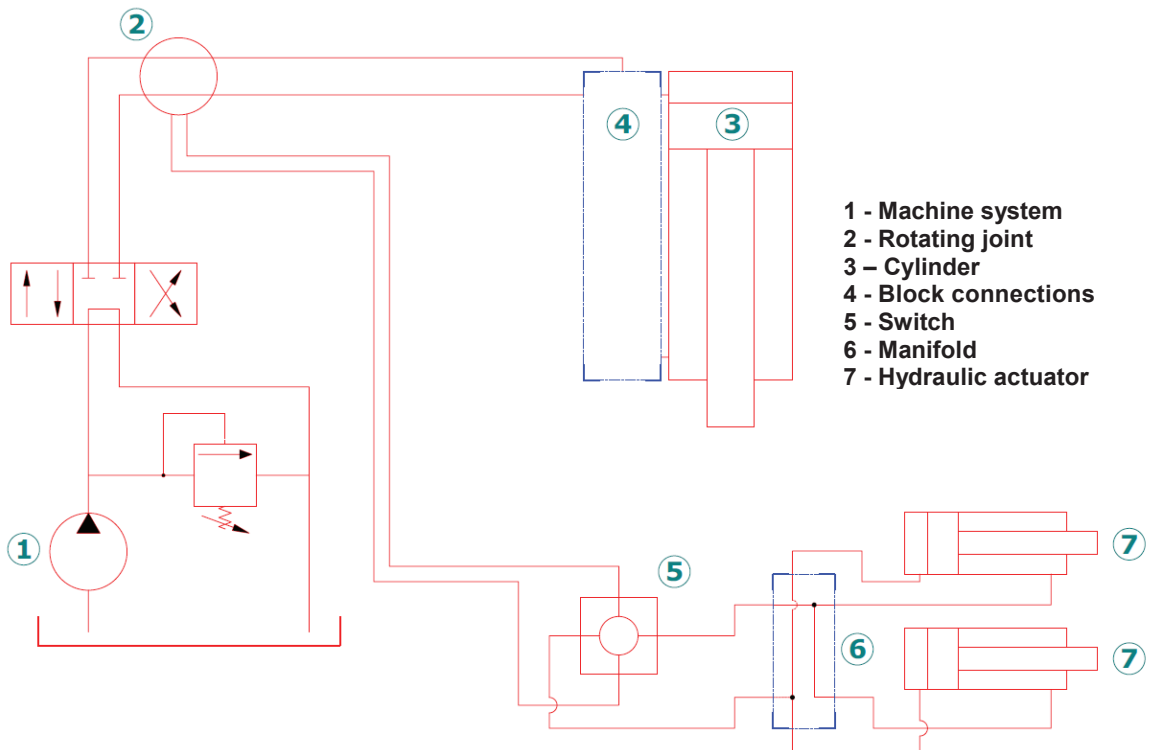 2
4
3
1 - Machine system
2 - Rotating joint
3 – Cylinder
4 - Block connections
5 - Switch
6 - Manifold
7 - Hydraulic actuator
1
5
7
6
7